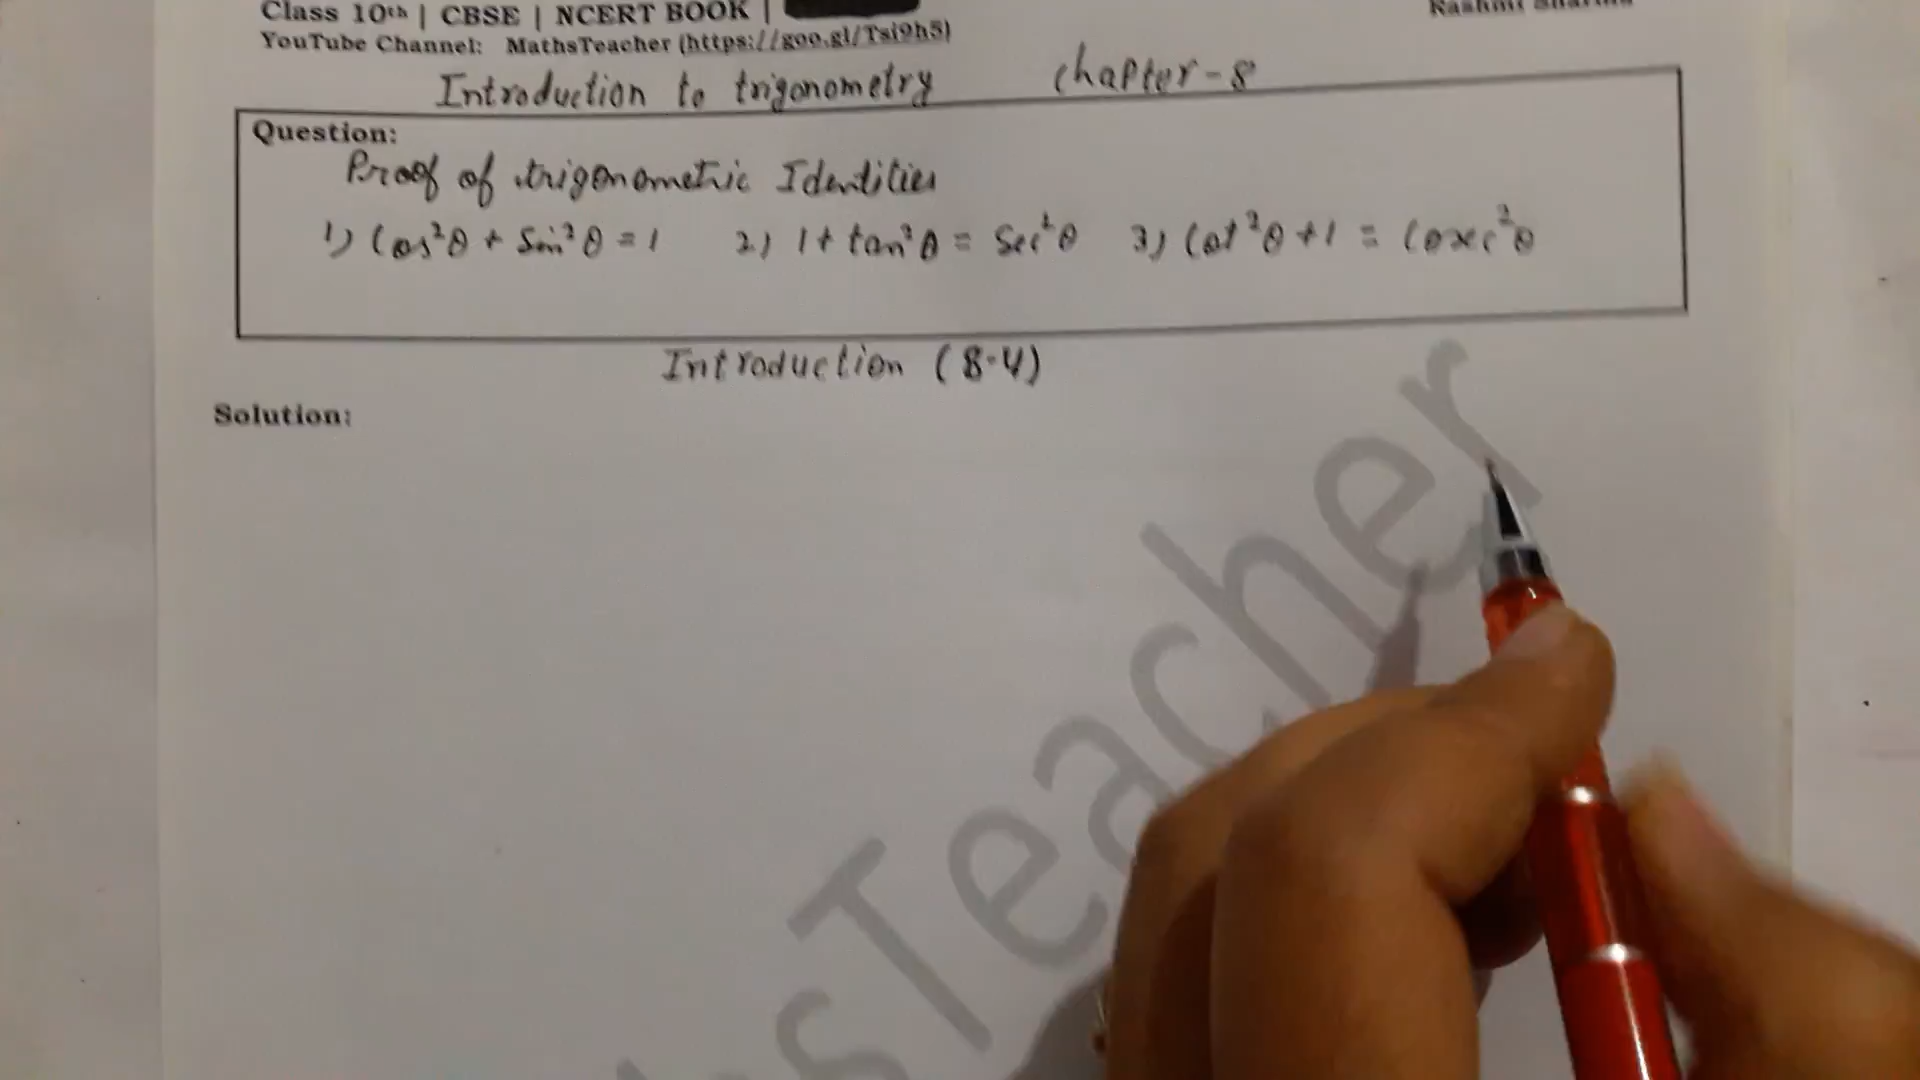 Class 10th | CBSE | NCERT BOOK |
YouTube Channel: MathsTeacher (https://goo.gl/Tsi9h5)
Introduction to trigonometry chapter-8
Question:
Proof of trigonometric Identities
1) Cos²θ + Sin²θ = 1 2) 1 + tan²θ = Sec²θ 3) Cot²θ + 1 = Cosec²θ
Introduction (8.4)
Solution:
sTeacher